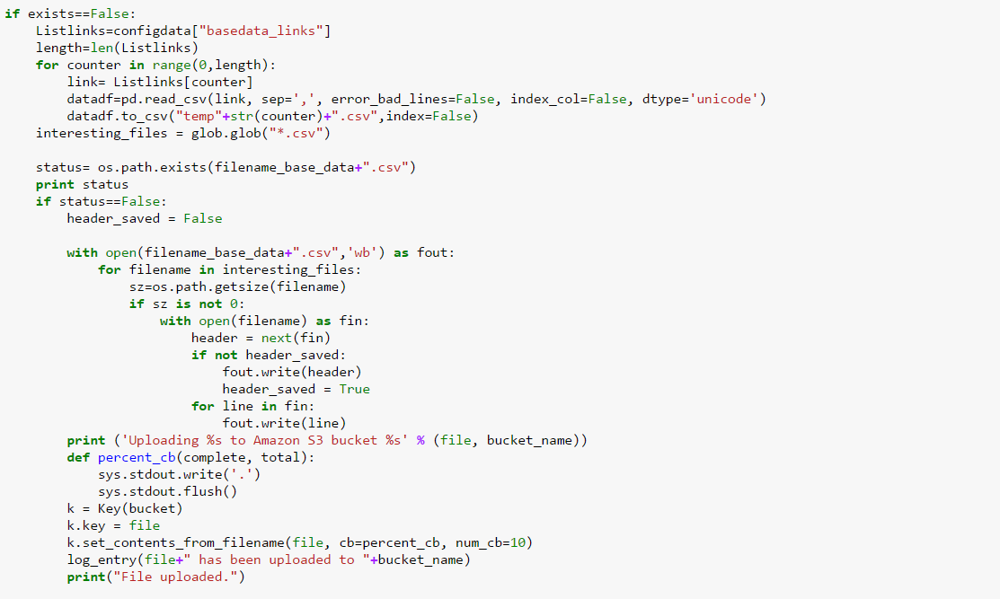 if exists==False:
    Listlinks=configdata["basedata_links"]
    length=len(Listlinks)
    for counter in range(0,length):
        link= Listlinks[counter]
        datadf=pd.read_csv(link, sep=',', error_bad_lines=False, index_col=False, dtype='unicode')
        datadf.to_csv("temp"+str(counter)+".csv",index=False)
    interesting_files = glob.glob("*.csv")

    status= os.path.exists(filename_base_data+".csv")
    print status
    if status==False:
        header_saved = False

        with open(filename_base_data+".csv",'wb') as fout:
            for filename in interesting_files:
                sz=os.path.getsize(filename)
                if sz is not 0:
                    with open(filename) as fin:
                        header = next(fin)
                        if not header_saved:
                            fout.write(header)
                            header_saved = True
                        for line in fin:
                            fout.write(line)
        print ('Uploading %s to Amazon S3 bucket %s' % (file, bucket_name))
        def percent_cb(complete, total):
            sys.stdout.write('.')
            sys.stdout.flush()
        k = Key(bucket)
        k.key = file
        k.set_contents_from_filename(file, cb=percent_cb, num_cb=10)
        log_entry(file+" has been uploaded to "+bucket_name)
        print("File uploaded.")